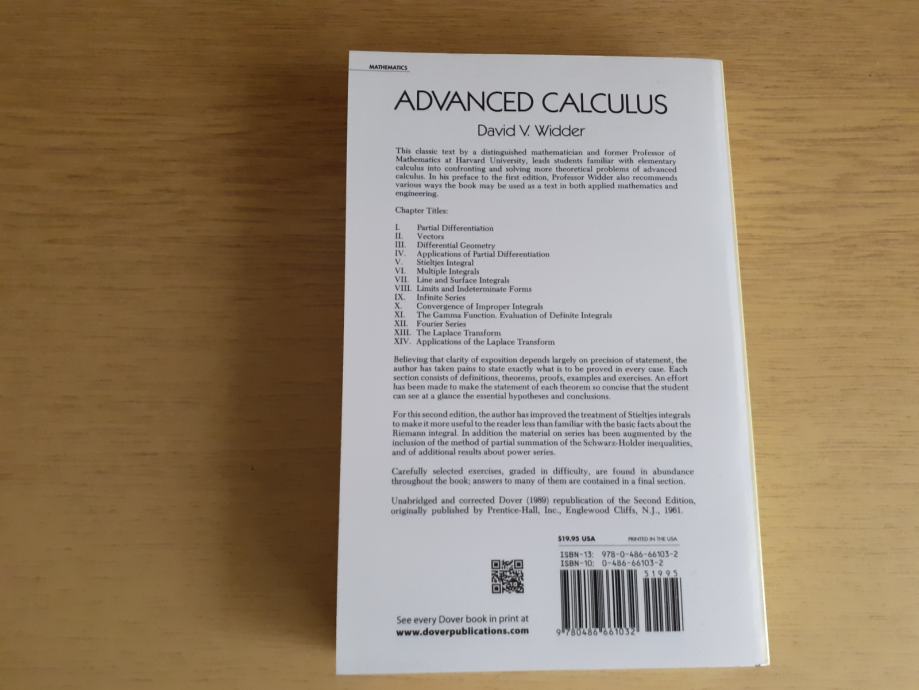 MATHEMATICS
ADVANCED CALCULUS
David V. Widder
This classic text by a distinguished mathematician and former Professor of
Mathematics at Harvard University, leads students familiar with elementary
calculus into confronting and solving more theoretical problems of advanced
calculus. In his preface to the first edition, Professor Widder also recommends
various ways the book may be used as a text in both applied mathematics and
engineering.
Chapter Titles:
I. Partial Differentiation
II. Vectors
III. Differential Geometry
IV. Applications of Partial Differentiation
V. Stieltjes Integral
VI. Multiple Integrals
VII. Line and Surface Integrals
VIII. Limits and Indeterminate Forms
IX. Infinite Series
X. Convergence of Improper Integrals
XI. The Gamma Function. Evaluation of Definite Integrals
XII. Fourier Series
XIII. The Laplace Transform
XIV. Applications of the Laplace Transform
Believing that clarity of exposition depends largely on precision of statement, the
author has taken pains to state exactly what is to be proved in every case. Each
section consists of definitions, theorems, proofs, examples and exercises. An effort
has been made to make the statement of each theorem so concise that the student
can see at a glance the essential hypotheses and conclusions.
For this second edition, the author has improved the treatment of Stieltjes integrals
to make it more useful to the reader less than familiar with the basic facts about the
Riemann integral. In addition the material on series has been augmented by the
inclusion of the method of partial summation of the Schwarz-Holder inequalities,
and of additional results about power series.
Carefully selected exercises, graded in difficulty, are found in abundance
throughout the book; answers to many of them are contained in a final section.
Unabridged and corrected Dover (1989) republication of the Second Edition,
originally published by Prentice-Hall, Inc., Englewood Cliffs, N.J., 1961.
$19.95 USA PRINTED IN THE USA
ISBN-13: 978-0-486-66103-2
ISBN-10: 0-486-66103-2
51995
9 780486 661032
See every Dover book in print at
www.doverpublications.com